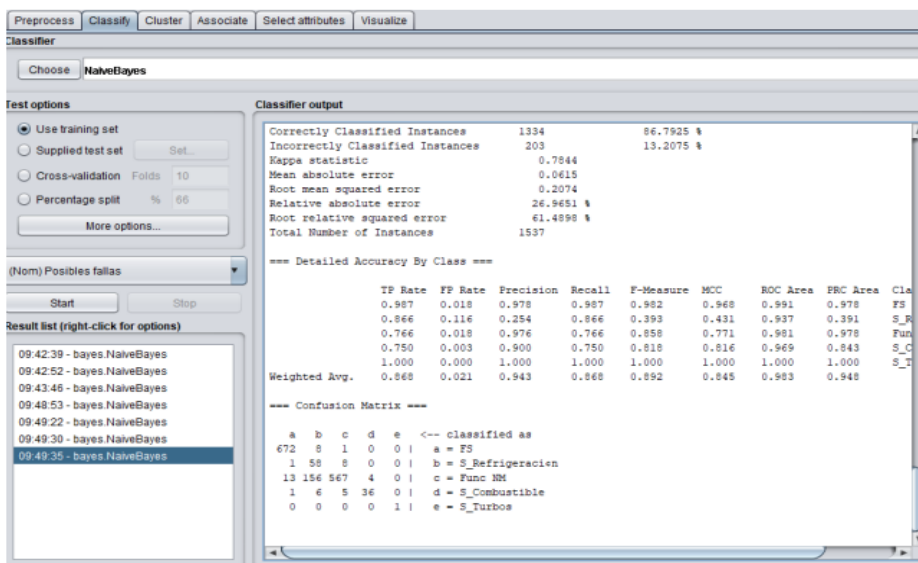 Preprocess Classify Cluster Associate Select attributes Visualize
Classifier
Choose NaiveBayes
Test options
Use training set
Supplied test set Set...
Cross-validation Folds 10
Percentage split % 66
More options...
(Nom) Posibles fallas
Start Stop
Result list (right-click for options)
09:42:39 - bayes.NaiveBayes
09:42:52 - bayes.NaiveBayes
09:43:46 - bayes.NaiveBayes
09:48:53 - bayes.NaiveBayes
09:49:22 - bayes.NaiveBayes
09:49:30 - bayes.NaiveBayes
09:49:35 - bayes.NaiveBayes
Classifier output
Correctly Classified Instances 1334 86.7925 %
Incorrectly Classified Instances 203 13.2075 %
Kappa statistic 0.7844
Mean absolute error 0.0615
Root mean squared error 0.2074
Relative absolute error 26.9651 %
Root relative squared error 61.4898 %
Total Number of Instances 1537
=== Detailed Accuracy By Class ===
TP Rate FP Rate Precision Recall F-Measure MCC ROC Area PRC Area Cla
0.987 0.018 0.978 0.987 0.982 0.968 0.991 0.978 FS
0.866 0.116 0.254 0.866 0.393 0.431 0.937 0.391 S_R
0.766 0.018 0.976 0.766 0.858 0.771 0.981 0.978 Fun
0.750 0.003 0.900 0.750 0.818 0.816 0.969 0.843 S_C
1.000 0.000 1.000 1.000 1.000 1.000 1.000 1.000 S_T
Weighted Avg. 0.868 0.021 0.943 0.868 0.892 0.845 0.983 0.948
=== Confusion Matrix ===
a b c d e <-- classified as
672 8 1 0 0 | a = FS
1 58 8 0 0 | b = S_Refrigeracion
13 156 567 4 0 | c = Func NM
1 6 5 36 0 | d = S_Combustible
0 0 0 0 1 | e = S_Turbos